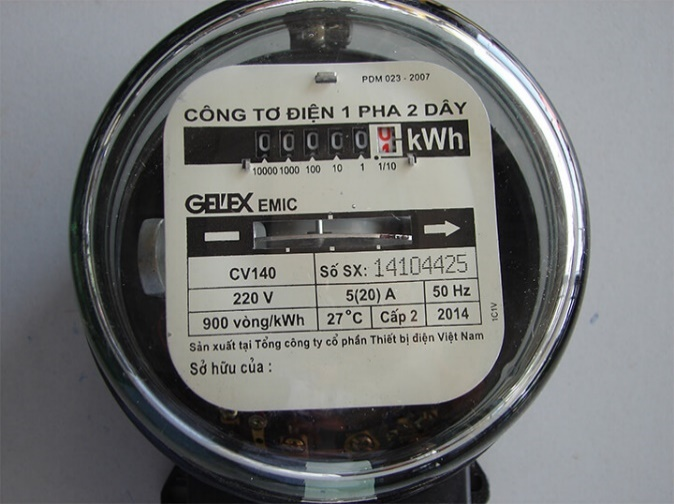 PDM 023 - 2007
CÔNG TƠ ĐIỆN 1 PHA 2 DÂY
0 0 0 0 0 kWh
10000 1000 100 10 1 1/10
GELEX EMIC
CV140 Số SX: 14104425
220 V 5(20) A 50 Hz
900 vòng/kWh 27°C Cấp 2 2014
1C1V
Sản xuất tại Tổng công ty cổ phần Thiết bị điện Việt Nam
Sở hữu của :